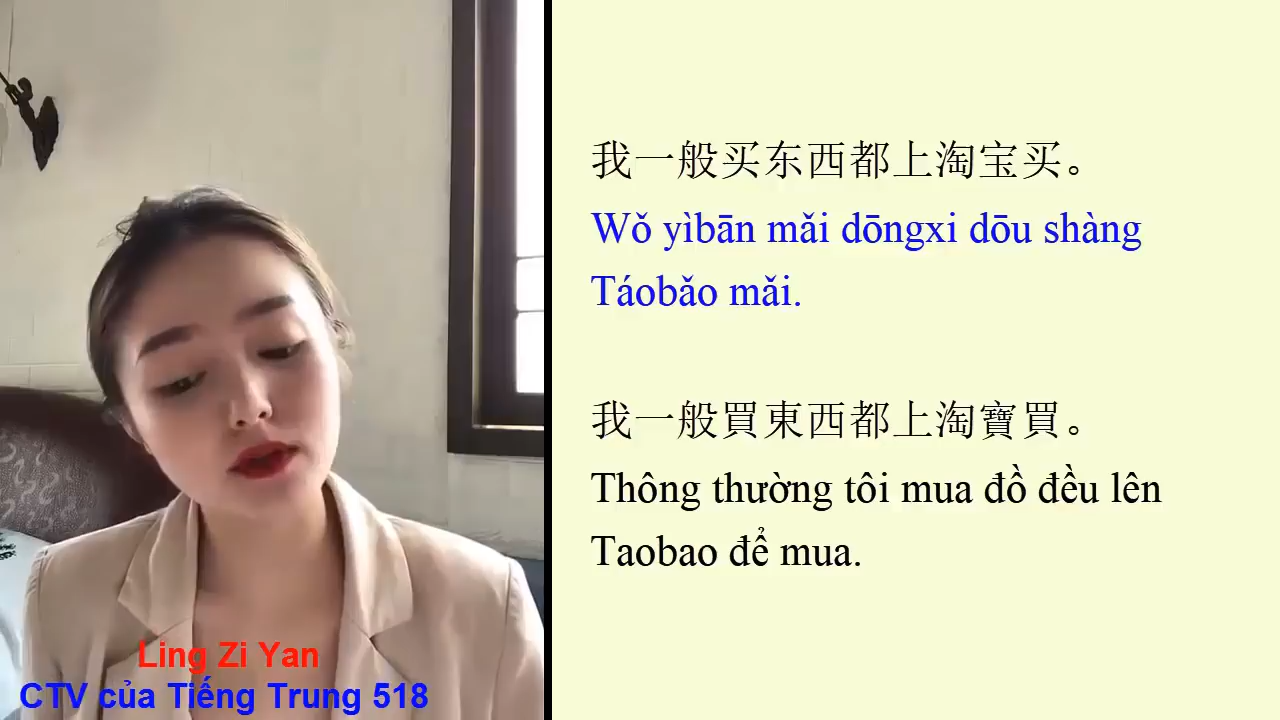 我一般买东西都上淘宝买。
Wǒ yìbān mǎi dōngxi dōu shàng
Táobǎo mǎi.
我一般買東西都上淘寶買。
Thông thường tôi mua đồ đều lên
Taobao để mua.
Ling Zi Yan
CTV của Tiếng Trung 518